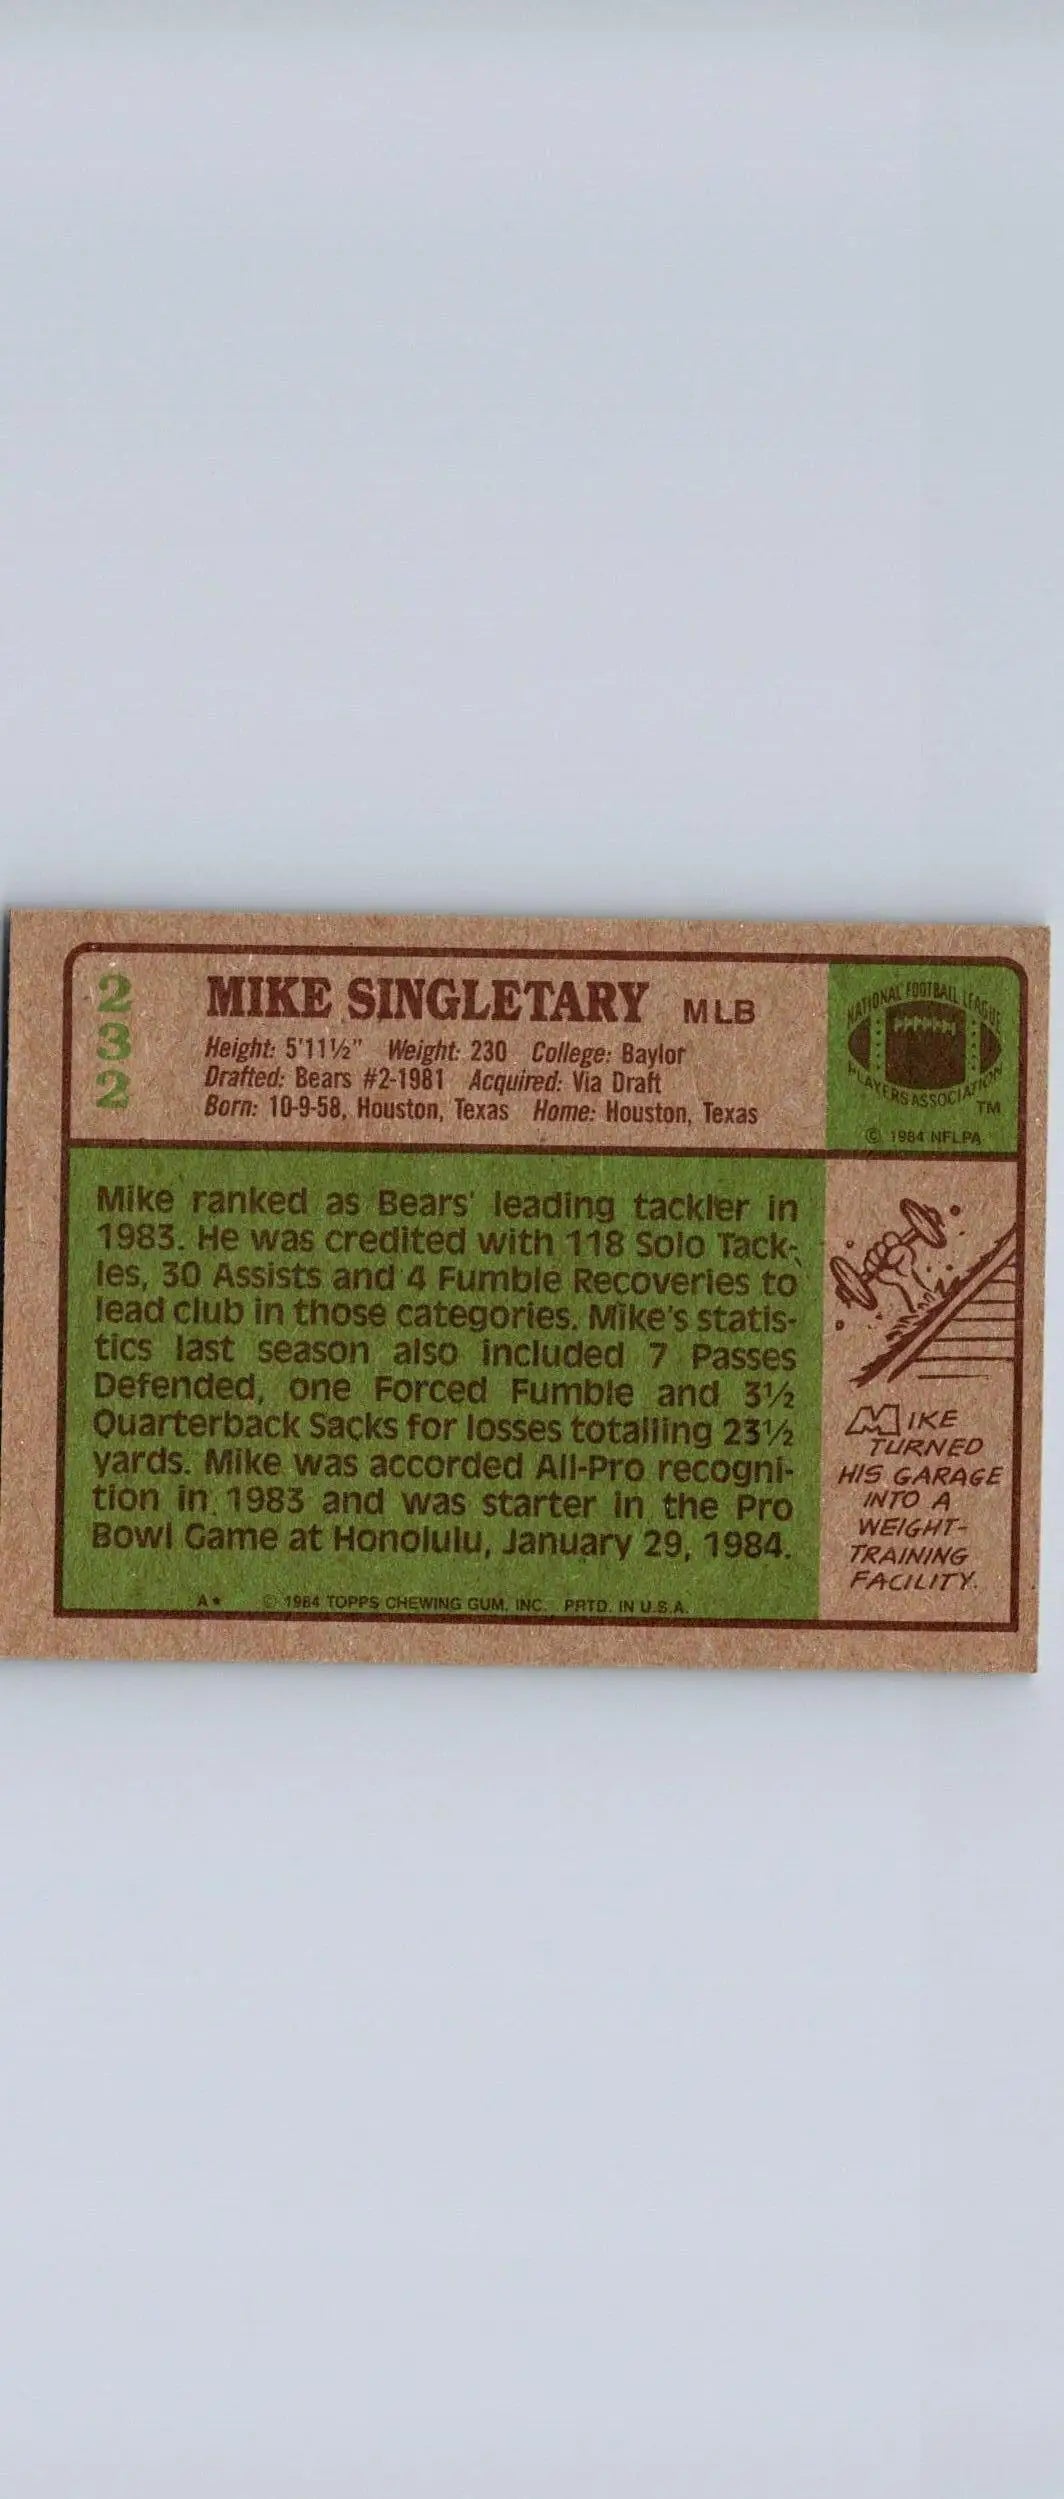 232
MIKE SINGLETARY MLB
Height: 5'11½" Weight: 230 College: Baylor
Drafted: Bears #2-1981 Acquired: Via Draft
Born: 10-9-58, Houston, Texas Home: Houston, Texas
NATIONAL FOOTBALL LEAGUE
PLAYERS ASSOCIATION
TM
© 1984 NFLPA
Mike ranked as Bears' leading tackler in
1983. He was credited with 118 Solo Tack-
les, 30 Assists and 4 Fumble Recoveries to
lead club in those categories. Mike's statis-
tics last season also included 7 Passes
Defended, one Forced Fumble and 3½
Quarterback Sacks for losses totalling 23½
yards. Mike was accorded All-Pro recogni-
tion in 1983 and was starter in the Pro
Bowl Game at Honolulu, January 29, 1984.
MIKE
TURNED
HIS GARAGE
INTO A
WEIGHT-
TRAINING
FACILITY.
A* © 1984 TOPPS CHEWING GUM, INC. PRTD. IN U.S.A.